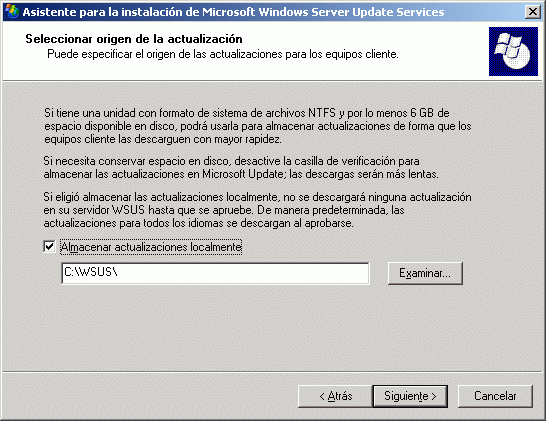 Asistente para la instalación de Microsoft Windows Server Update Services
Seleccionar origen de la actualización
Puede especificar el origen de las actualizaciones para los equipos cliente.
Si tiene una unidad con formato de sistema de archivos NTFS y por lo menos 6 GB de
espacio disponible en disco, podrá usarla para almacenar actualizaciones de forma que los
equipos cliente las descarguen con mayor rapidez.
Si necesita conservar espacio en disco, desactive la casilla de verificación para
almacenar las actualizaciones en Microsoft Update; las descargas serán más lentas.
Si eligió almacenar las actualizaciones localmente, no se descargará ninguna actualización
en su servidor WSUS hasta que se apruebe. De manera predeterminada, las
actualizaciones para todos los idiomas se descargan al aprobarse.
Almacenar actualizaciones localmente
C:\WSUS\
Examinar...
< Atrás
Siguiente >
Cancelar